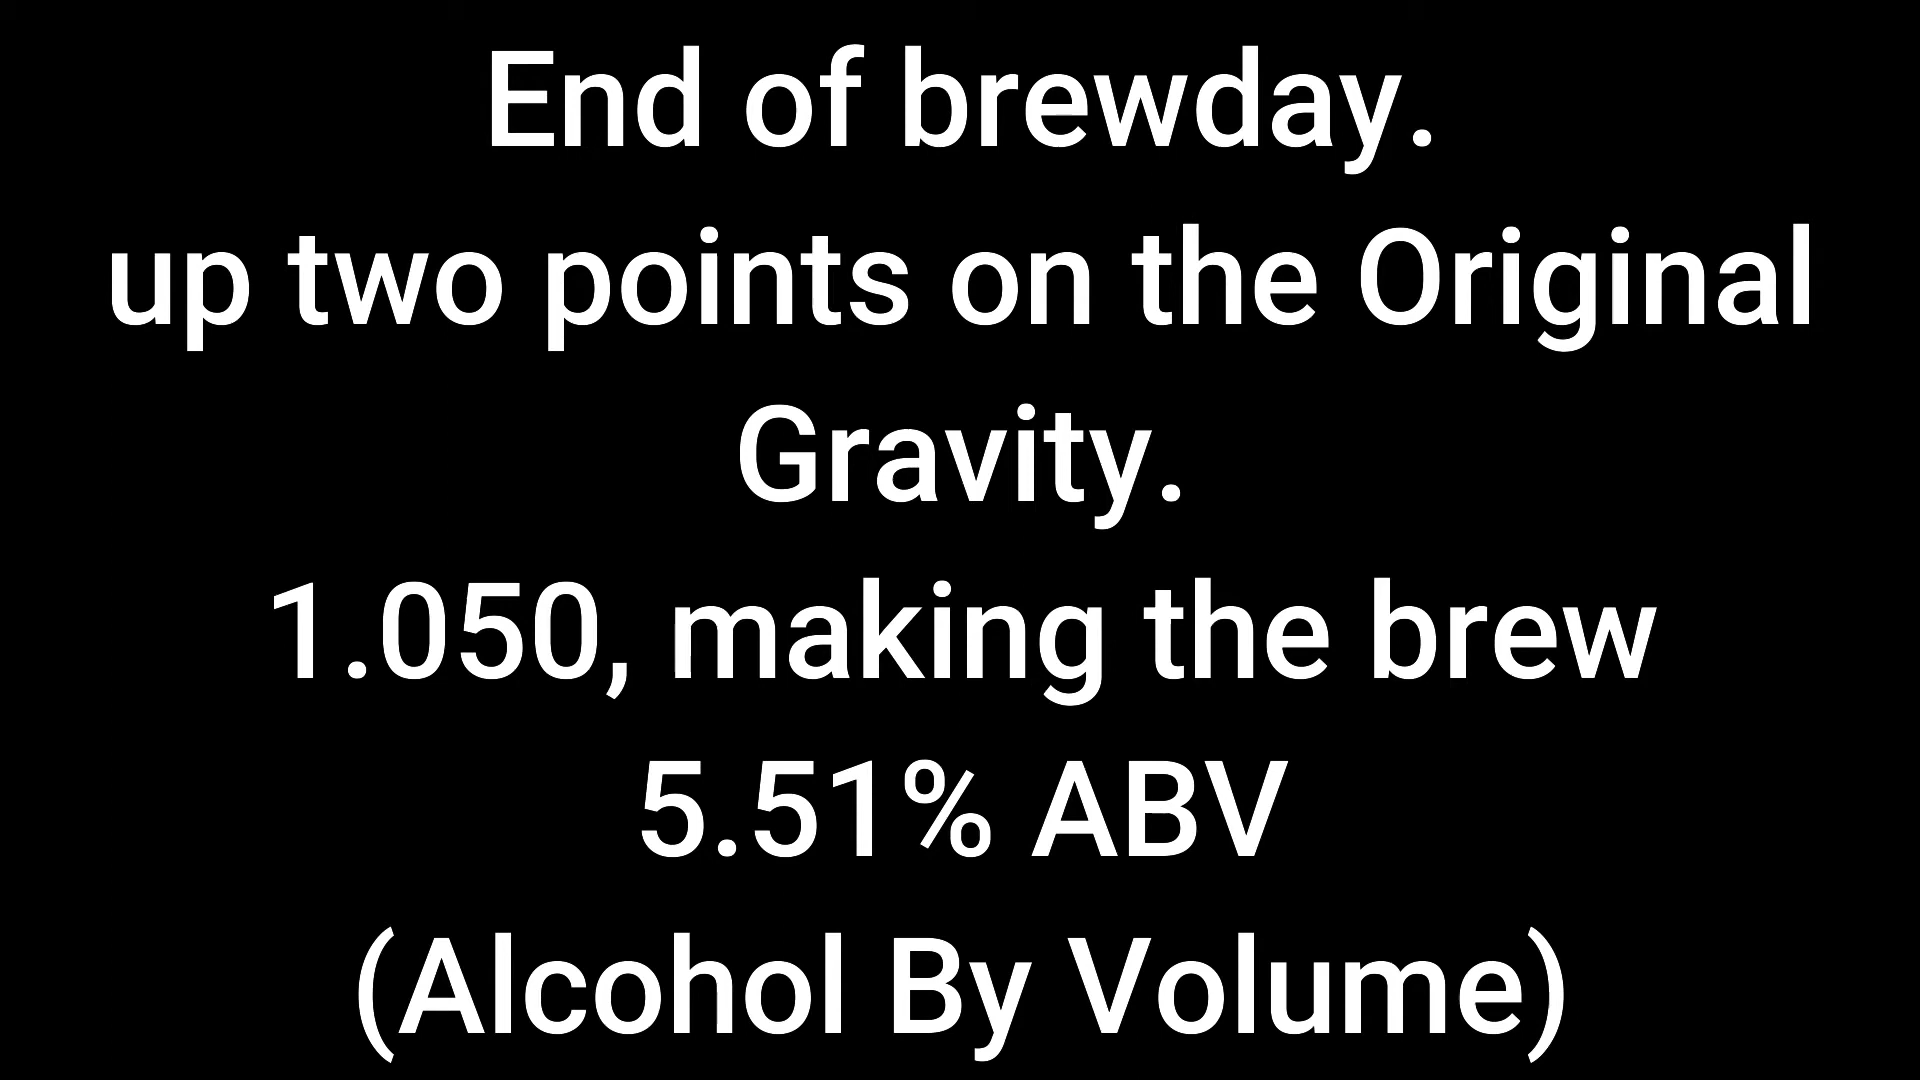 End of brewday.
up two points on the Original
Gravity.
1.050, making the brew
5.51% ABV
(Alcohol By Volume)